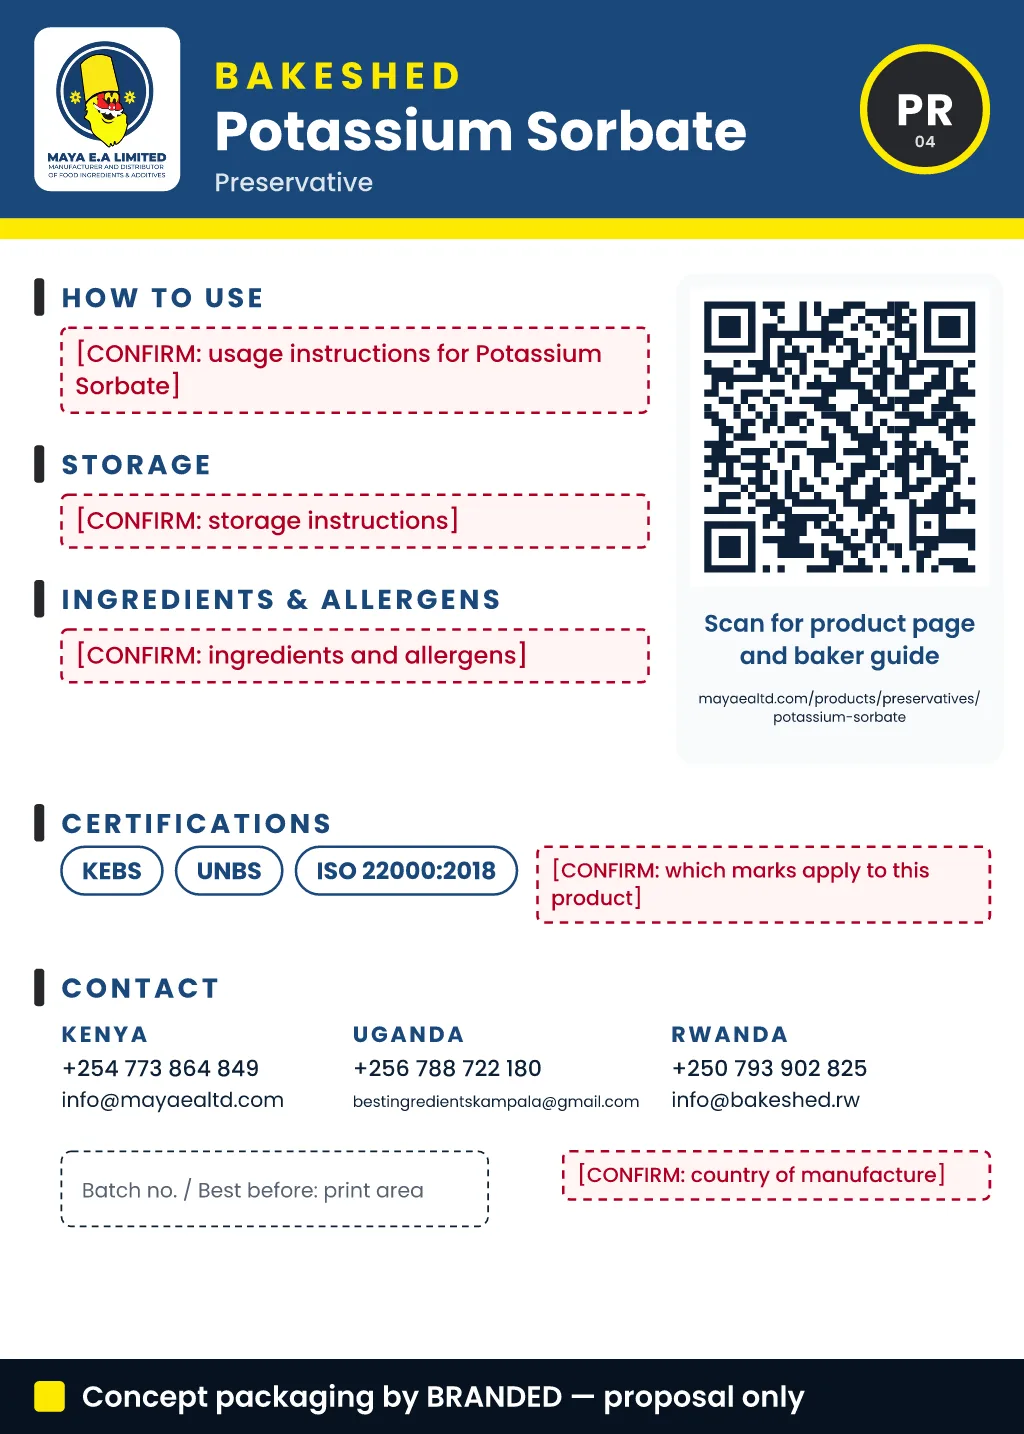 MAYA E.A LIMITED
MANUFACTURER AND DISTRIBUTOR
OF FOOD INGREDIENTS & ADDITIVES
BAKESHED
Potassium Sorbate
Preservative
PR
04
HOW TO USE
[CONFIRM: usage instructions for Potassium
Sorbate]
STORAGE
[CONFIRM: storage instructions]
INGREDIENTS & ALLERGENS
[CONFIRM: ingredients and allergens]
Scan for product page
and baker guide
mayaealtd.com/products/preservatives/
potassium-sorbate
CERTIFICATIONS
KEBS
UNBS
ISO 22000:2018
[CONFIRM: which marks apply to this
product]
CONTACT
KENYA
+254 773 864 849
info@mayaealtd.com
UGANDA
+256 788 722 180
bestingredientskampala@gmail.com
RWANDA
+250 793 902 825
info@bakeshed.rw
Batch no. / Best before: print area
[CONFIRM: country of manufacture]
Concept packaging by BRANDED — proposal only